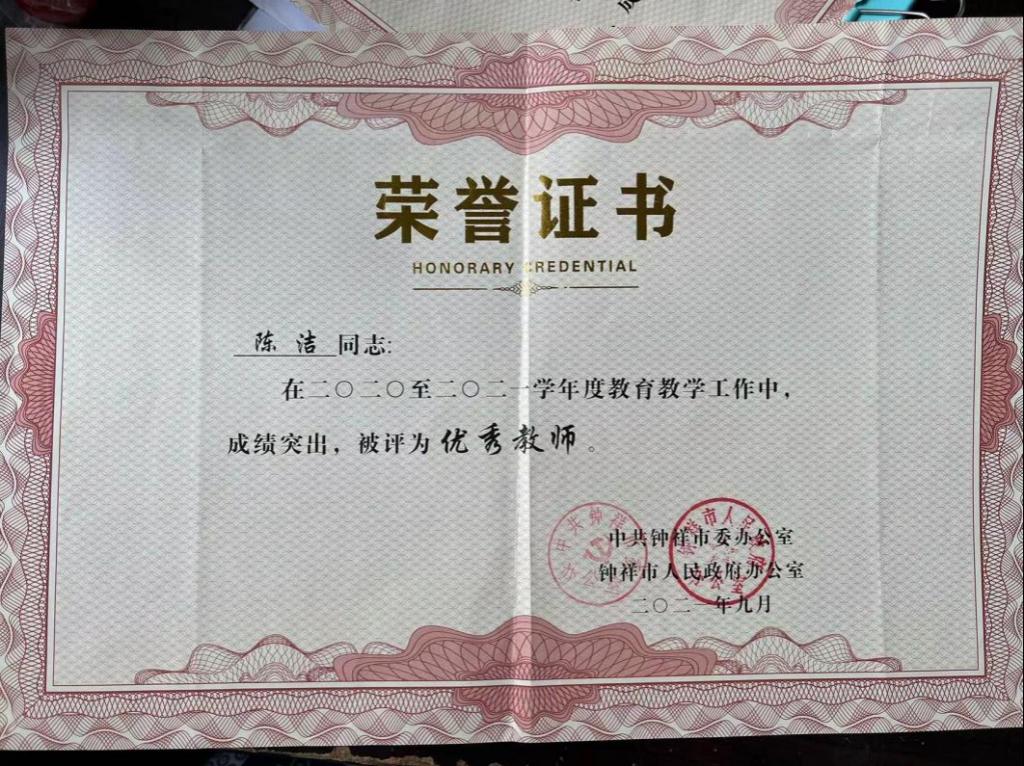 荣誉证书
HONORARY CREDENTIAL
陈洁同志:
在二〇二〇至二〇二一学年度教育教学工作中，
成绩突出，被评为优秀教师。
中共钟祥市委办公室
钟祥市人民政府办公室
二〇二一年九月